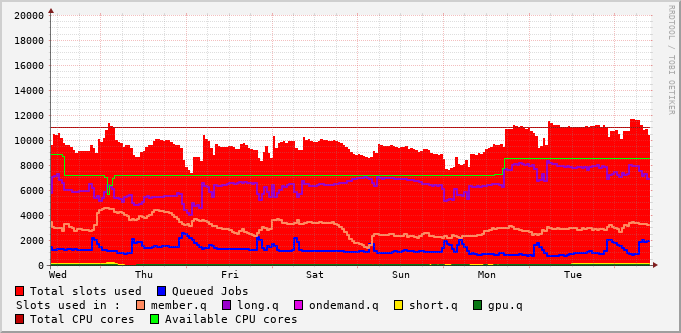 20000
18000
16000
14000
12000
10000
8000
6000
4000
2000
0
Wed Thu Fri Sat Sun Mon Tue
RRDTOOL / TOBI OETIKER
Total slots used Queued Jobs
Slots used in : member.q long.q ondemand.q short.q gpu.q
Total CPU cores Available CPU cores